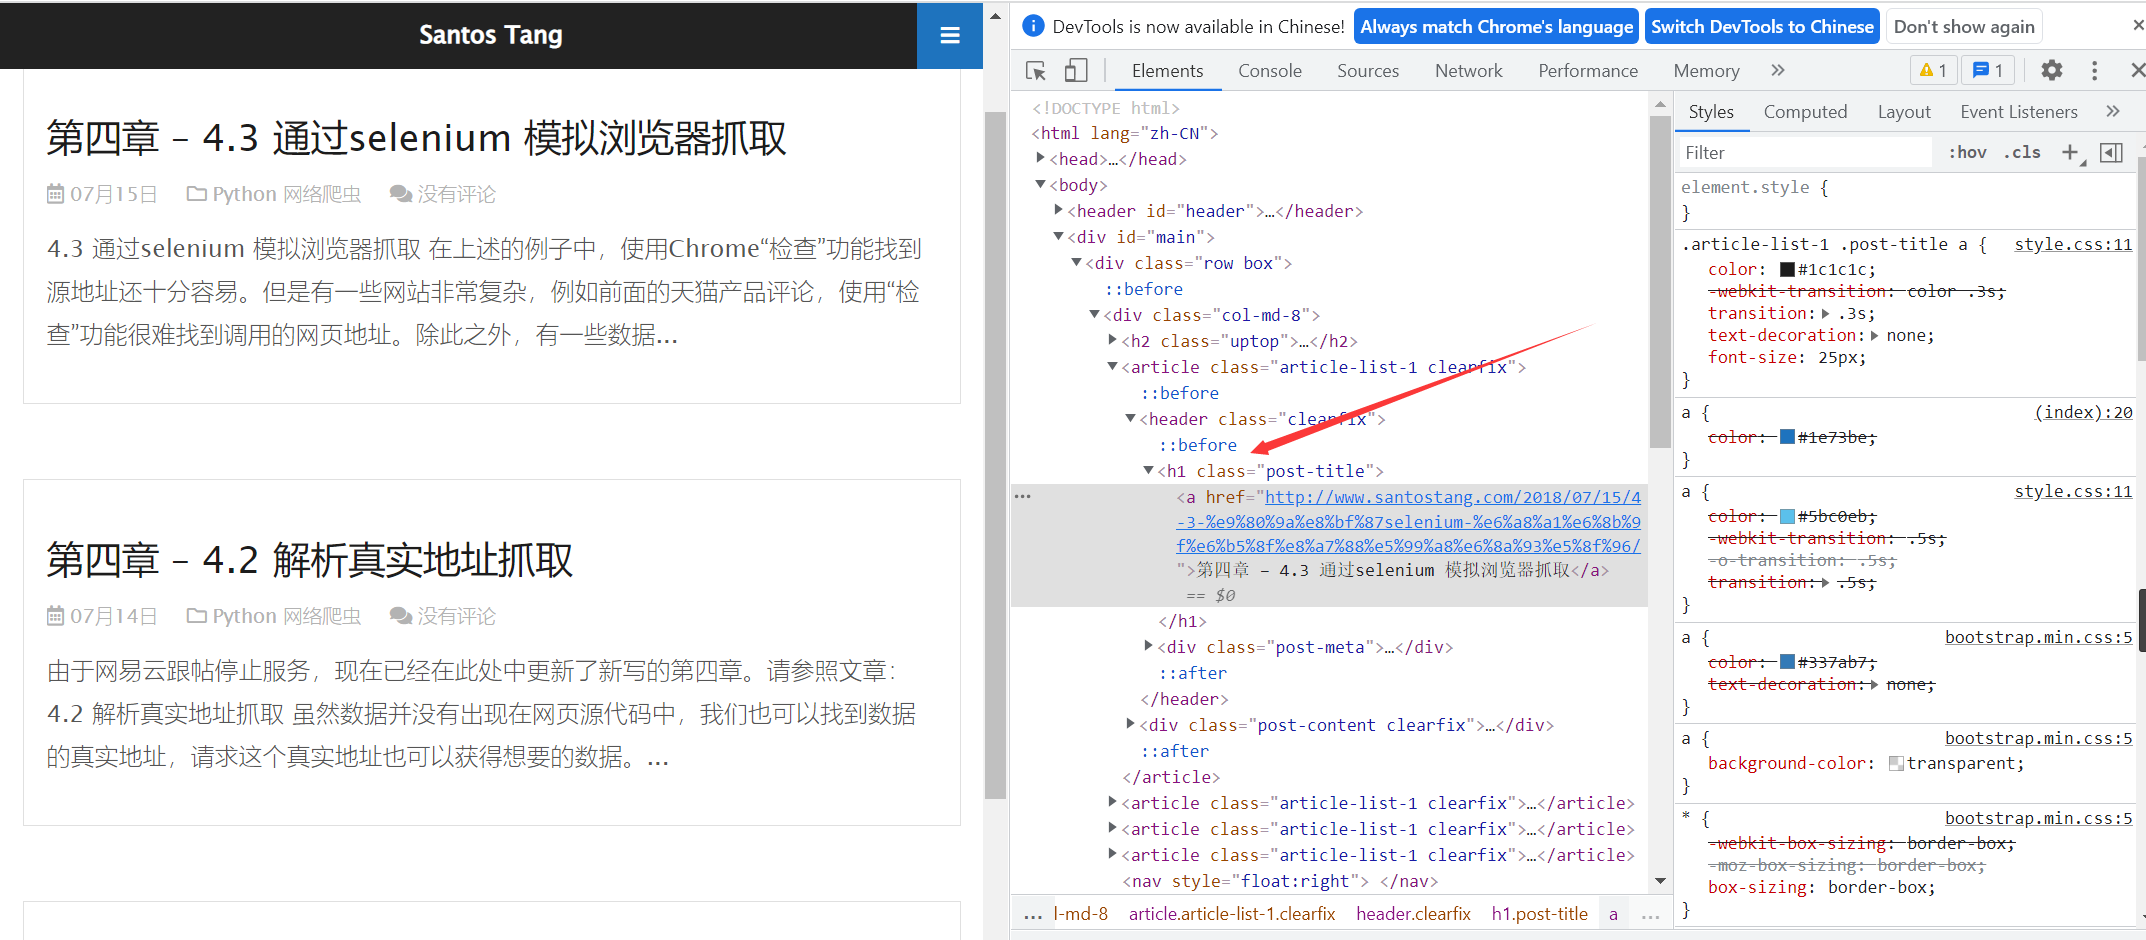 Santos Tang
第四章 – 4.3 通过selenium 模拟浏览器抓取
07月15日 Python 网络爬虫 没有评论
4.3 通过selenium 模拟浏览器抓取 在上述的例子中，使用Chrome“检查”功能找到
源地址还十分容易。但是有一些网站非常复杂，例如前面的天猫产品评论，使用“检
查”功能很难找到调用的网页地址。除此之外，有一些数据...
第四章 – 4.2 解析真实地址抓取
07月14日 Python 网络爬虫 没有评论
由于网易云跟帖停止服务，现在已经在此处中更新了新写的第四章。请参照文章：
4.2 解析真实地址抓取 虽然数据并没有出现在网页源代码中，我们也可以找到数据
的真实地址，请求这个真实地址也可以获得想要的数据。...
DevTools is now available in Chinese! Always match Chrome's language Switch DevTools to Chinese Don't show again
Elements Console Sources Network Performance Memory 1 1
<!DOCTYPE html>
<html lang="zh-CN">
<head>…</head>
<body>
<header id="header">…</header>
<div id="main">
<div class="row box">
::before
<div class="col-md-8">
<h2 class="uptop">…</h2>
<article class="article-list-1 clearfix">
::before
<header class="clearfix">
::before
<h1 class="post-title">
<a href="http://www.santostang.com/2018/07/15/4
-3-%e9%80%9a%e8%bf%87selenium-%e6%a8%a1%e6%8b%9
f%e6%b5%8f%e8%a7%88%e5%99%a8%e6%8a%93%e5%8f%96/
">第四章 – 4.3 通过selenium 模拟浏览器抓取</a>
== $0
</h1>
<div class="post-meta">…</div>
::after
</header>
<div class="post-content clearfix">…</div>
::after
</article>
<article class="article-list-1 clearfix">…</article>
<article class="article-list-1 clearfix">…</article>
<article class="article-list-1 clearfix">…</article>
<nav style="float:right"> </nav>
... l-md-8 article.article-list-1.clearfix header.clearfix h1.post-title a ...
Styles Computed Layout Event Listeners
Filter :hov .cls
element.style {
}
.article-list-1 .post-title a { style.css:11
color: #1c1c1c;
-webkit-transition: color .3s;
transition: .3s;
text-decoration: none;
font-size: 25px;
}
a { (index):20
color: #1e73be;
}
a { style.css:11
color: #5bc0eb;
-webkit-transition: .5s;
-o-transition: .5s;
transition: .5s;
}
a { bootstrap.min.css:5
color: #337ab7;
text-decoration: none;
}
a { bootstrap.min.css:5
background-color: transparent;
}
* { bootstrap.min.css:5
-webkit-box-sizing: border-box;
-moz-box-sizing: border-box;
box-sizing: border-box;
}